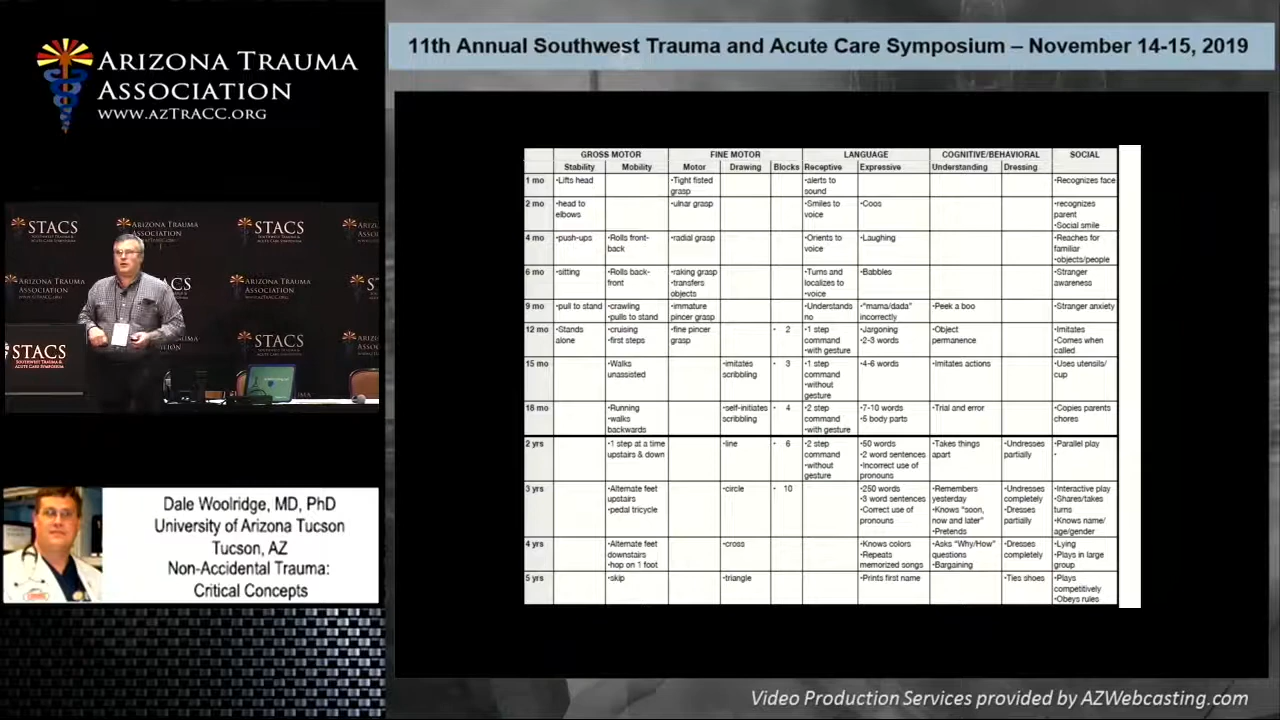 ARIZONA TRAUMA
ASSOCIATION
WWW.AZTRACC.ORG
11th Annual Southwest Trauma and Acute Care Symposium – November 14-15, 2019
STACS
ARIZONA TRAUMA
ASSOCIATION
STACS
ARIZONA TRAUMA
ASSOCIATION
STACS
SOUTHWEST TRAUMA &
ACUTE CARE SYMPOSIUM
Dale Woolridge, MD, PhD
University of Arizona Tucson
Tucson, AZ
Non-Accidental Trauma:
Critical Concepts
GROSS MOTOR FINE MOTOR LANGUAGE COGNITIVE/BEHAVIORAL SOCIAL
Stability Mobility Motor Drawing Blocks Receptive Expressive Understanding Dressing
1 mo •Lifts head •Tight fisted •alerts to •Recognizes face
grasp sound
2 mo •head to •ulnar grasp •Smiles to •Coos •recognizes
elbows voice parent
•Social smile
4 mo •push-ups •Rolls front- •radial grasp •Orients to •Laughing •Reaches for
back voice familiar
•objects/people
6 mo •sitting •Rolls back- •raking grasp •Turns and •Babbles •Stranger
front •transfers localizes to awareness
objects •voice
9 mo •pull to stand •crawling •immature •Understands •"mama/dada" •Peek a boo •Stranger anxiety
•pulls to stand pincer grasp no incorrectly
12 mo •Stands •cruising •fine pincer • 2 •1 step •Jargoning •Object •Imitates
alone •first steps grasp command •2-3 words permanence •Comes when
•with gesture called
15 mo •Walks •imitates • 3 •1 step •4-6 words •Imitates actions •Uses utensils/
unassisted scribbling command cup
•without
gesture
18 mo •Running •self-initiates • 4 •2 step •7-10 words •Trial and error •Copies parents
•walks scribbling command •5 body parts chores
backwards •with gesture
2 yrs •1 step at a time •line • 6 •2 step •50 words •Takes things •Undresses •Parallel play
upstairs & down command •2 word sentences apart partially •
•without •Incorrect use of
gesture pronouns
3 yrs •Alternate feet •circle • 10 •250 words •Remembers •Undresses •Interactive play
upstairs •3 word sentences yesterday completely •Shares/takes
•pedal tricycle •Correct use of •Knows "soon, •Dresses turns
pronouns now and later" partially •Knows name/
•Pretends age/gender
4 yrs •Alternate feet •cross •Knows colors •Asks "Why/How" •Dresses •Lying
downstairs •Repeats questions completely •Plays in large
•hop on 1 foot memorized songs •Bargaining group
5 yrs •skip •triangle •Prints first name •Ties shoes •Plays
competitively
•Obeys rules
Video Production Services provided by AZWebcasting.com